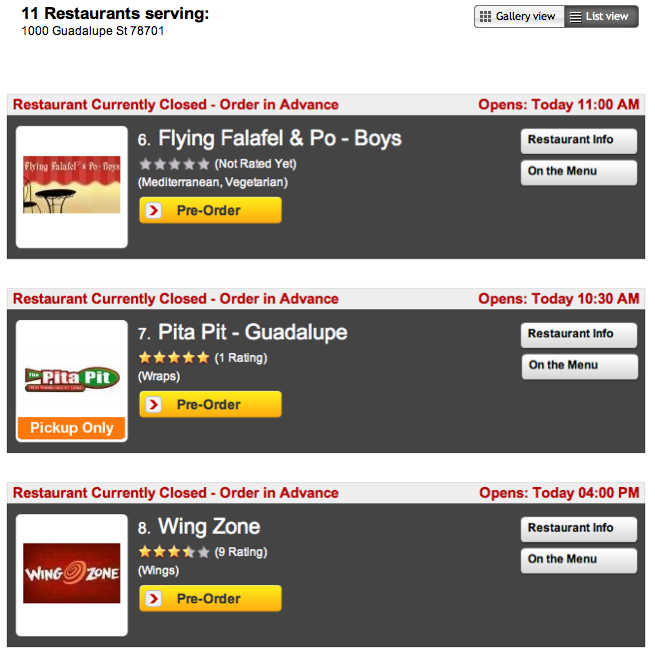 11 Restaurants serving:
1000 Guadalupe St 78701
Gallery view
List view
Restaurant Currently Closed - Order in Advance
Opens: Today 11:00 AM
Flying Falafel & Po-Boys
6. Flying Falafel & Po - Boys
(Not Rated Yet)
(Mediterranean, Vegetarian)
Pre-Order
Restaurant Info
On the Menu
Restaurant Currently Closed - Order in Advance
Opens: Today 10:30 AM
The Pita Pit
Pickup Only
7. Pita Pit - Guadalupe
(1 Rating)
(Wraps)
Pre-Order
Restaurant Info
On the Menu
Restaurant Currently Closed - Order in Advance
Opens: Today 04:00 PM
WING ZONE
8. Wing Zone
(9 Rating)
(Wings)
Pre-Order
Restaurant Info
On the Menu